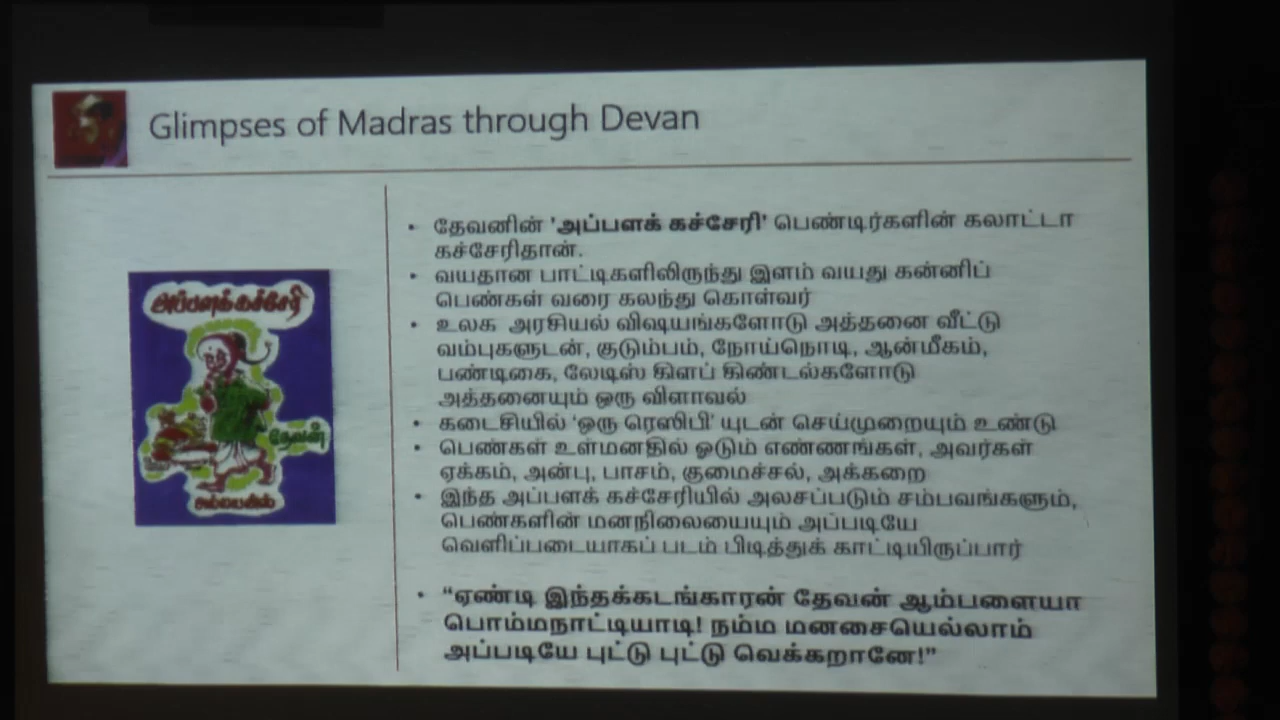 Glimpses of Madras through Devan
அப்பளக் கச்சேரி
தேவன்
• தேவனின் 'அப்பளக் கச்சேரி' பெண்டிர்களின் கலாட்டா
கச்சேரிதான்.
• வயதான பாட்டிகளிலிருந்து இளம் வயது கன்னிப்
பெண்கள் வரை கலந்து கொள்வர்
• உலக அரசியல் விஷயங்களோடு அத்தனை வீட்டு
வம்புகளுடன், குடும்பம், நோய்நொடி, ஆன்மீகம்,
பண்டிகை, லேடிஸ் கிளப் கிண்டல்களோடு
அத்தனையும் ஒரு விளாவல்
• கடைசியில் ‘ஒரு ரெஸிபி’ யுடன் செய்முறையும் உண்டு
• பெண்கள் உள்மனதில் ஓடும் எண்ணங்கள், அவர்கள்
ஏக்கம், அன்பு, பாசம், குமைச்சல், அக்கறை
• இந்த அப்பளக் கச்சேரியில் அலசப்படும் சம்பவங்களும்,
பெண்களின் மனநிலையையும் அப்படியே
வெளிப்படையாகப் படம் பிடித்துக் காட்டியிருப்பார்
• “ஏண்டி இந்தக்கடங்காரன் தேவன் ஆம்பளையா
பொம்மநாட்டியாடி! நம்ம மனசையெல்லாம்
அப்படியே புட்டு புட்டு வெக்கறானே!”